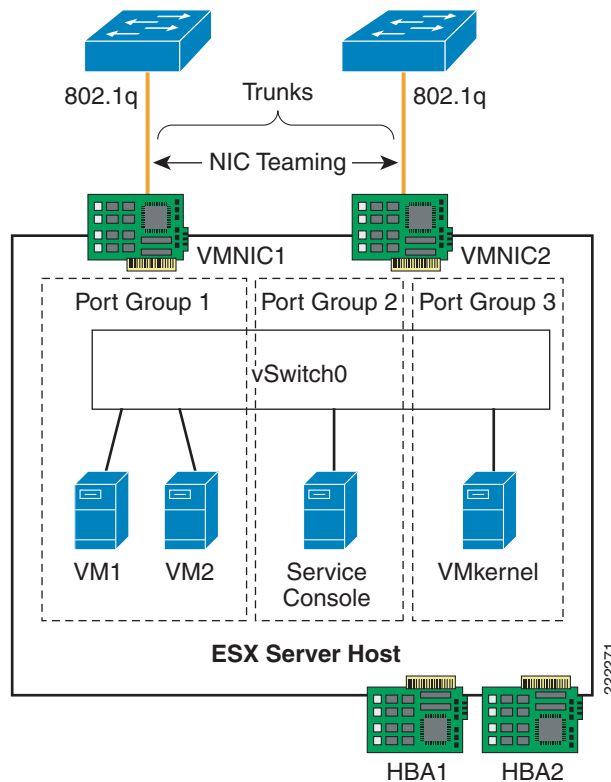 802.1q
802.1q
Trunks
NIC Teaming
VMNIC1
VMNIC2
Port Group 1
Port Group 2
Port Group 3
vSwitch0
VM1
VM2
Service
Console
VMkernel
ESX Server Host
222271
HBA1
HBA2